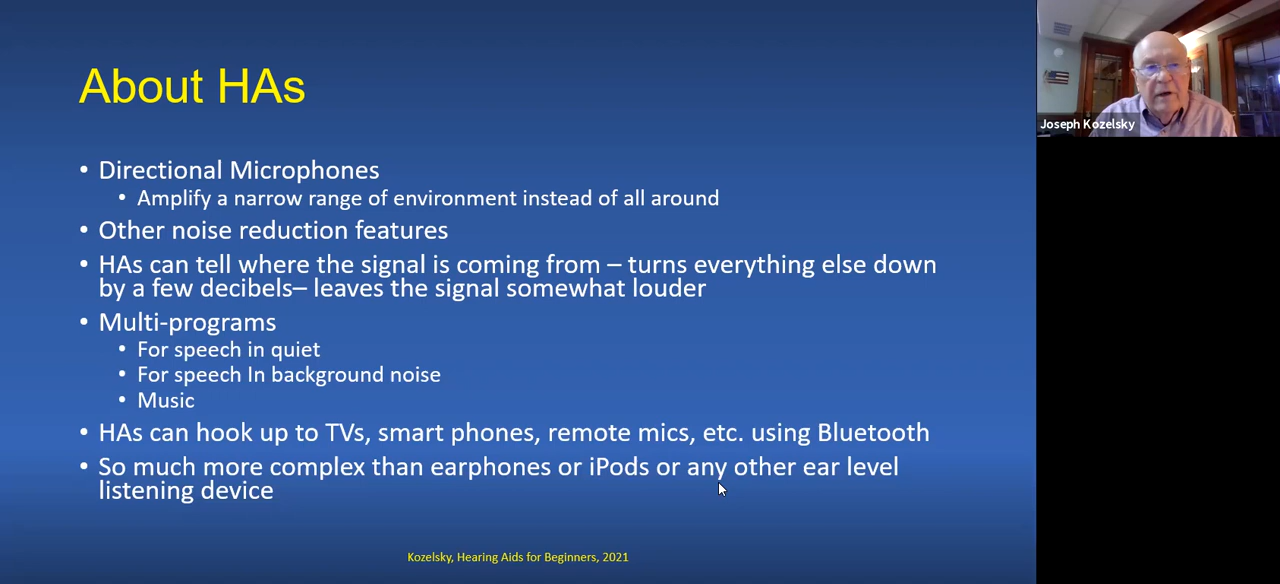 About HAs
• Directional Microphones
• Amplify a narrow range of environment instead of all around
• Other noise reduction features
• HAs can tell where the signal is coming from – turns everything else down
by a few decibels– leaves the signal somewhat louder
• Multi-programs
• For speech in quiet
• For speech In background noise
• Music
• HAs can hook up to TVs, smart phones, remote mics, etc. using Bluetooth
• So much more complex than earphones or iPods or any other ear level
listening device
Kozelsky, Hearing Aids for Beginners, 2021
Joseph Kozelsky